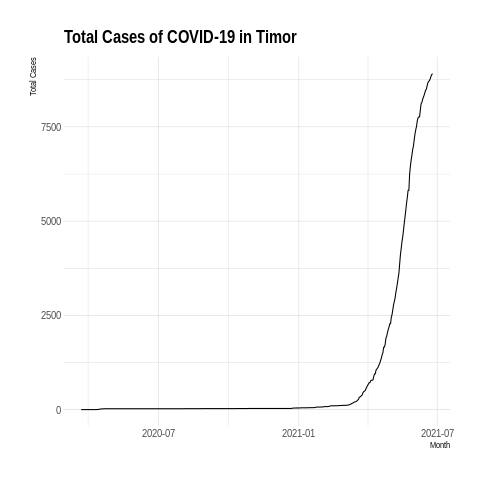 Total Cases of COVID-19 in Timor
Total Cases
7500
5000
2500
0
2020-07 2021-01 2021-07
Month